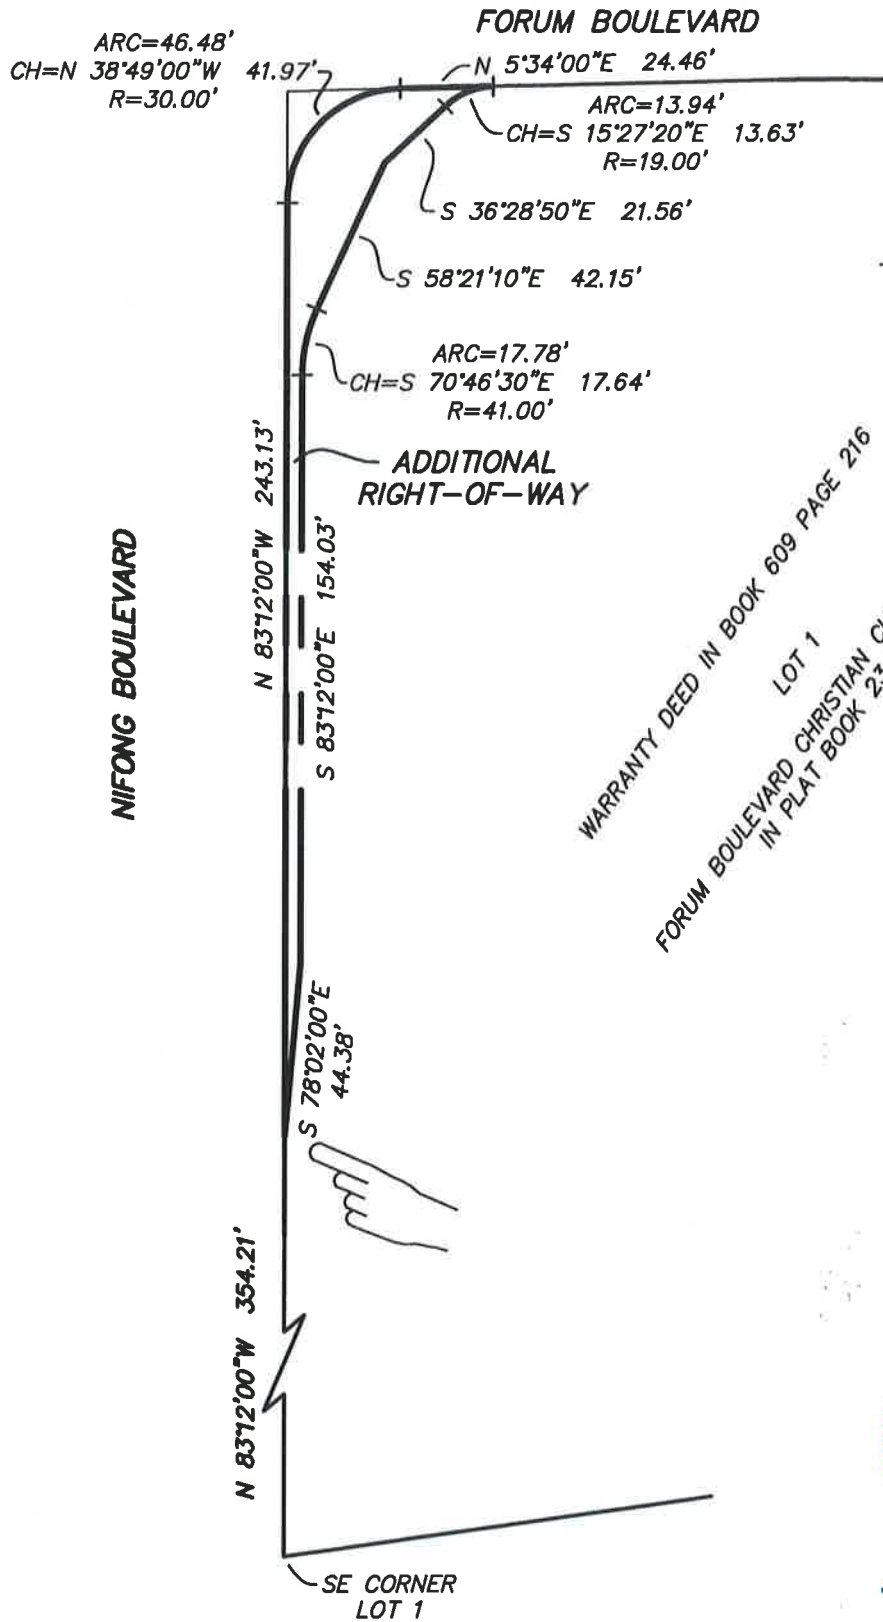 FORUM BOULEVARD
ARC=46.48'
CH=N 38°49'00"W 41.97'
R=30.00'
N 5°34'00"E 24.46'
ARC=13.94'
CH=S 15°27'20"E 13.63'
R=19.00'
S 36°28'50"E 21.56'
S 58°21'10"E 42.15'
ARC=17.78'
CH=S 70°46'30"E 17.64'
R=41.00'
ADDITIONAL
RIGHT-OF-WAY
N 83°12'00"W 243.13'
S 83°12'00"E 154.03'
NIFONG BOULEVARD
WARRANTY DEED IN BOOK 609 PAGE 216
LOT 1
FORUM BOULEVARD CHRISTIAN
IN PLAT BOOK 23
S 78°02'00"E
44.38'
N 83°12'00"W 354.21'
SE CORNER
LOT 1